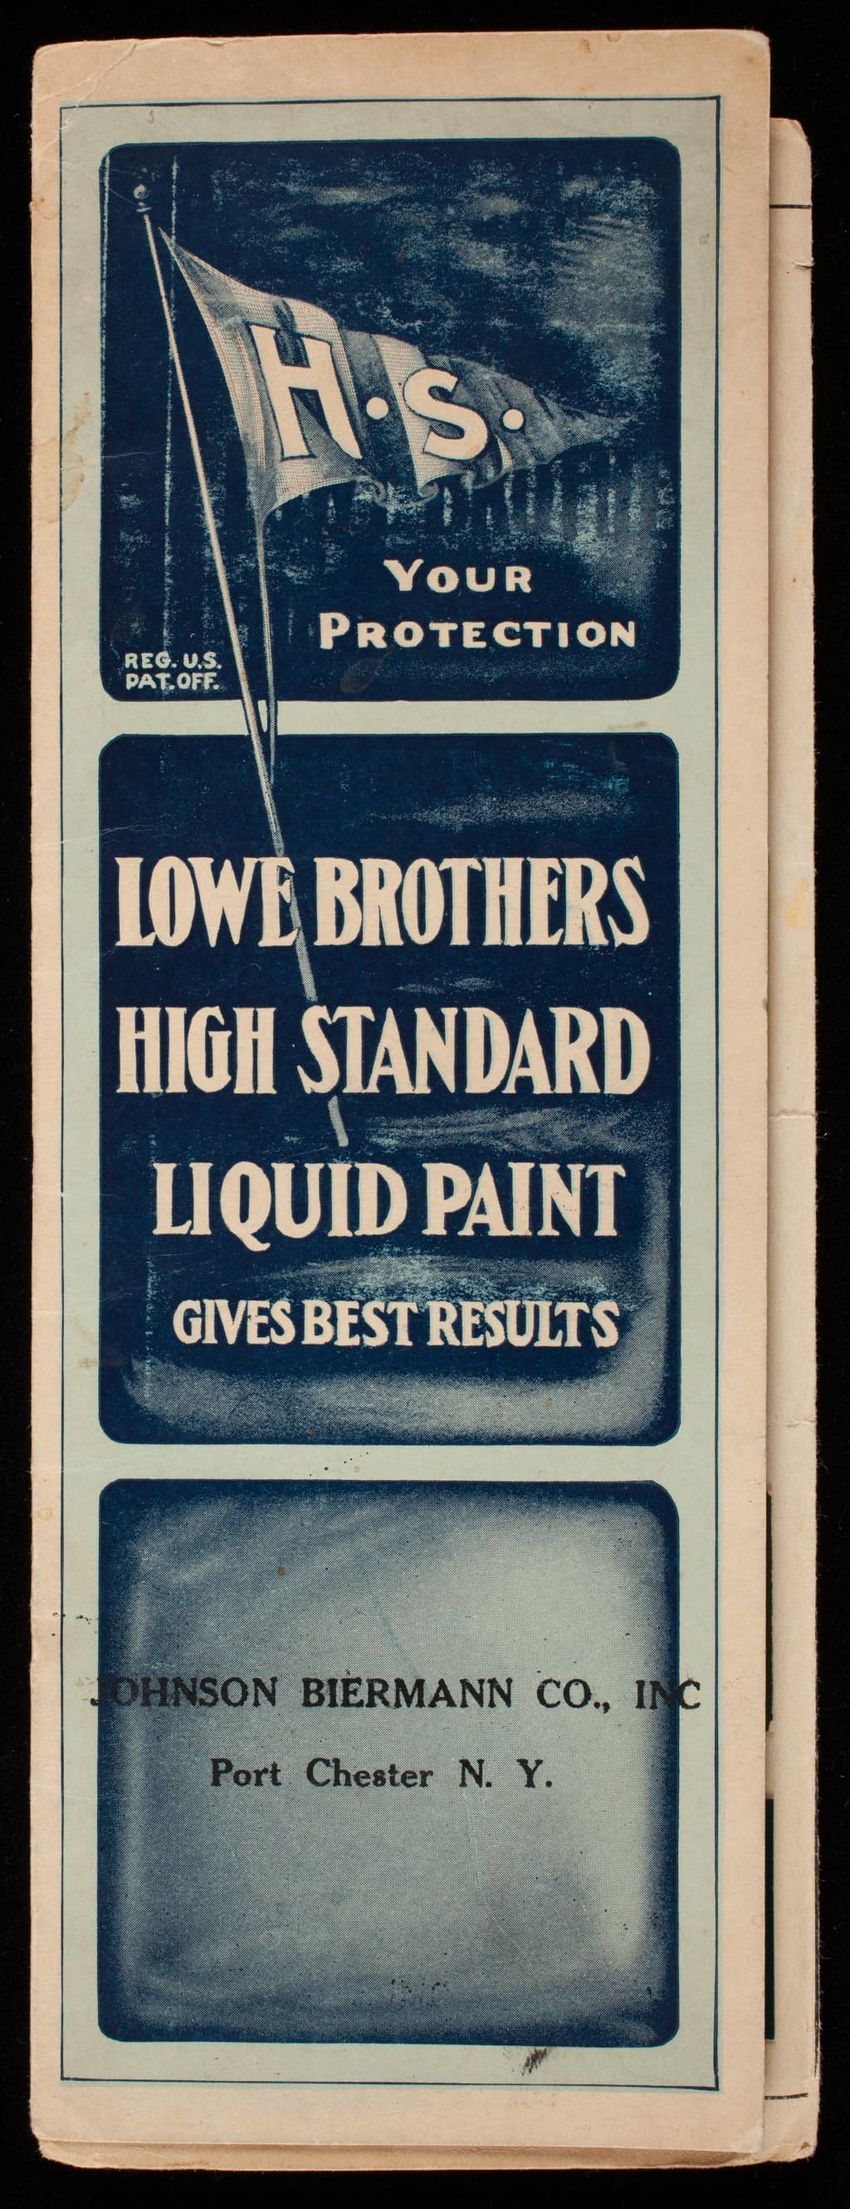 H. S.
YOUR
PROTECTION
REG. U.S.
PAT. OFF.
LOWE BROTHERS
HIGH STANDARD
LIQUID PAINT
GIVES BEST RESULTS
JOHNSON BIERMANN CO., INC
Port Chester N. Y.